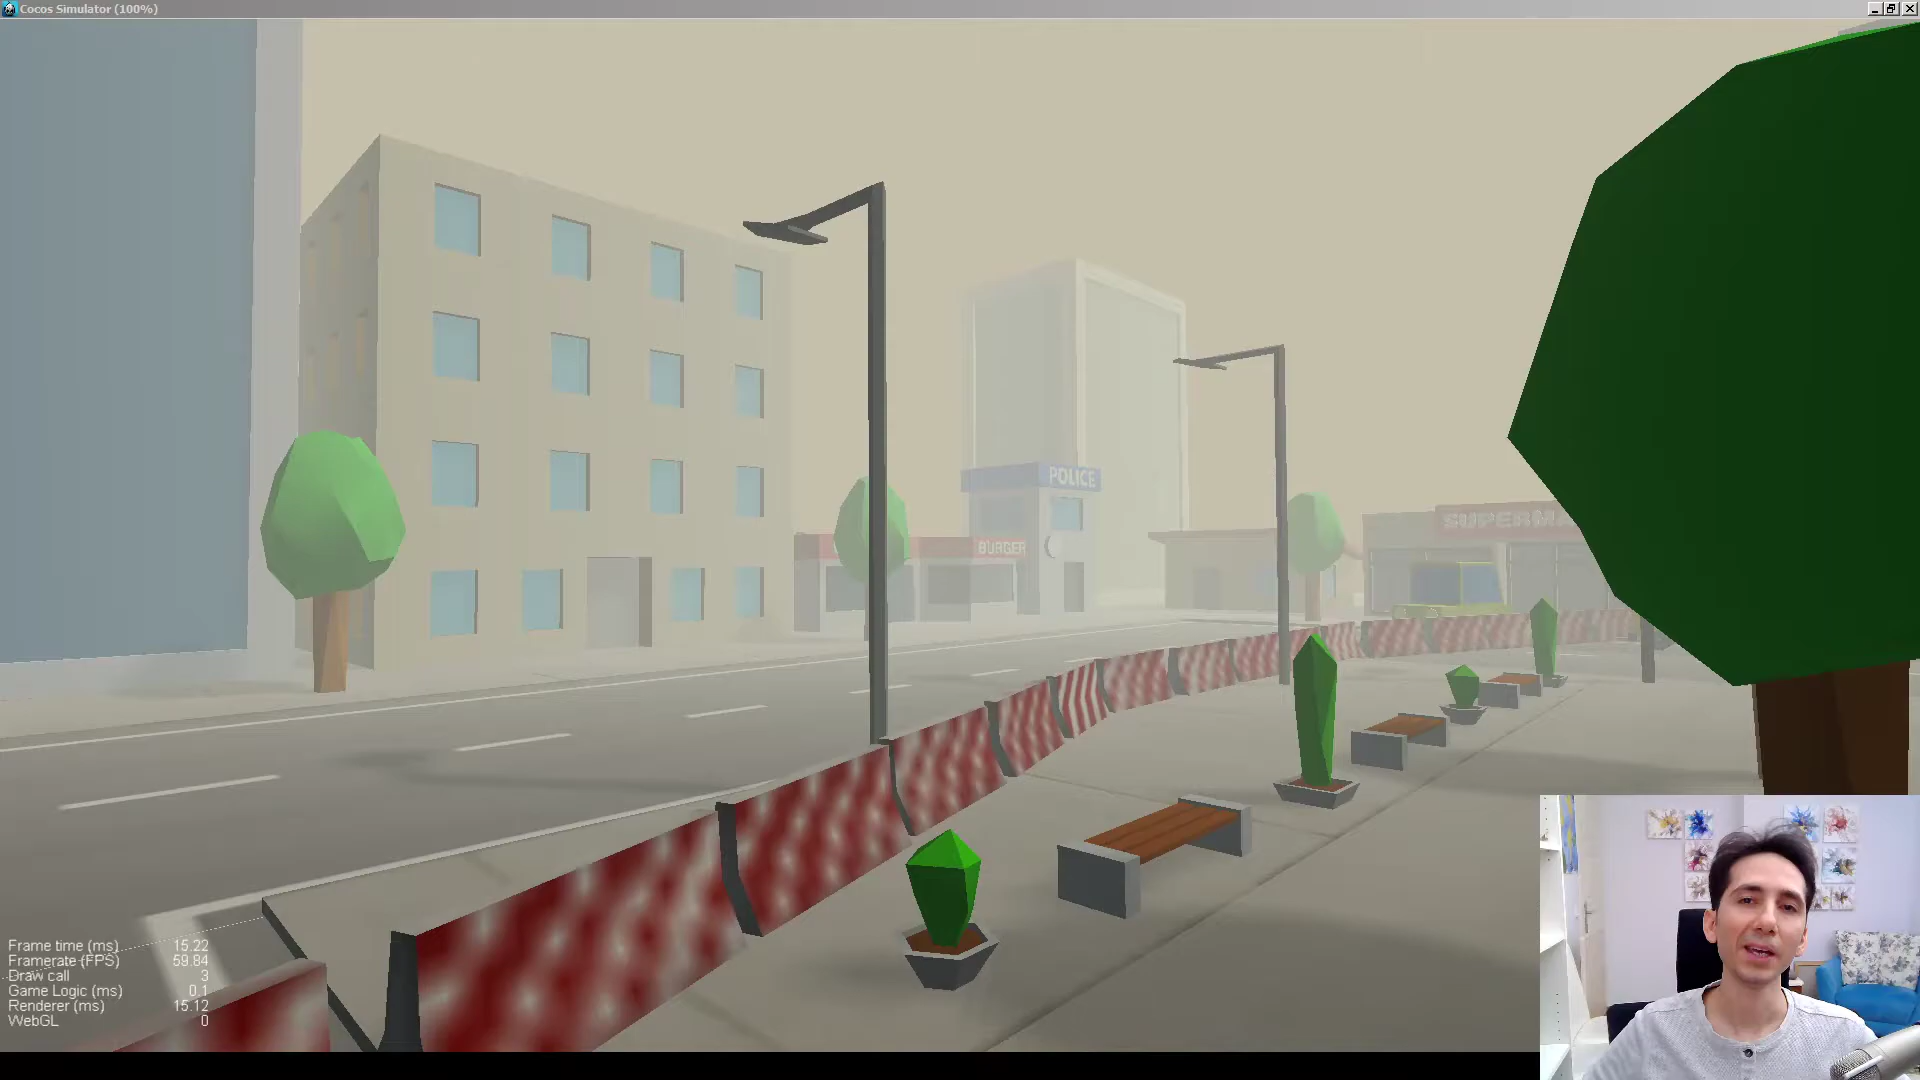 Cocos Simulator (100%)
POLICE
BURGER
SUPERMA
Frame time (ms) 15.22
Framerate (FPS) 59.84
Draw call 3
Game Logic (ms) 0.1
Renderer (ms) 15.12
WebGL 0